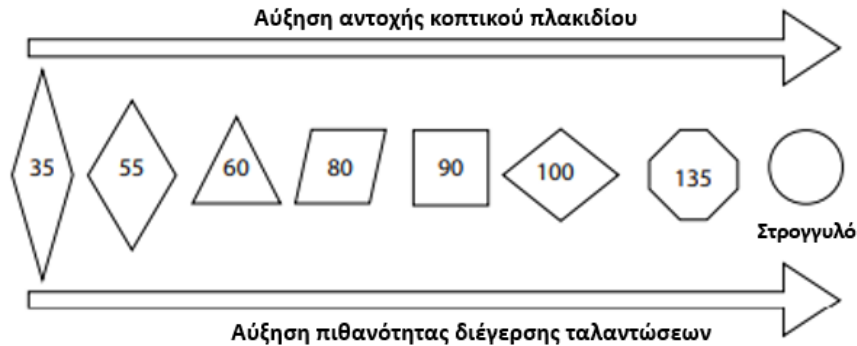 Αύξηση αντοχής κοπτικού πλακιδίου
35 55 60 80 90 100 135
Στρογγυλό
Αύξηση πιθανότητας διέγερσης ταλαντώσεων